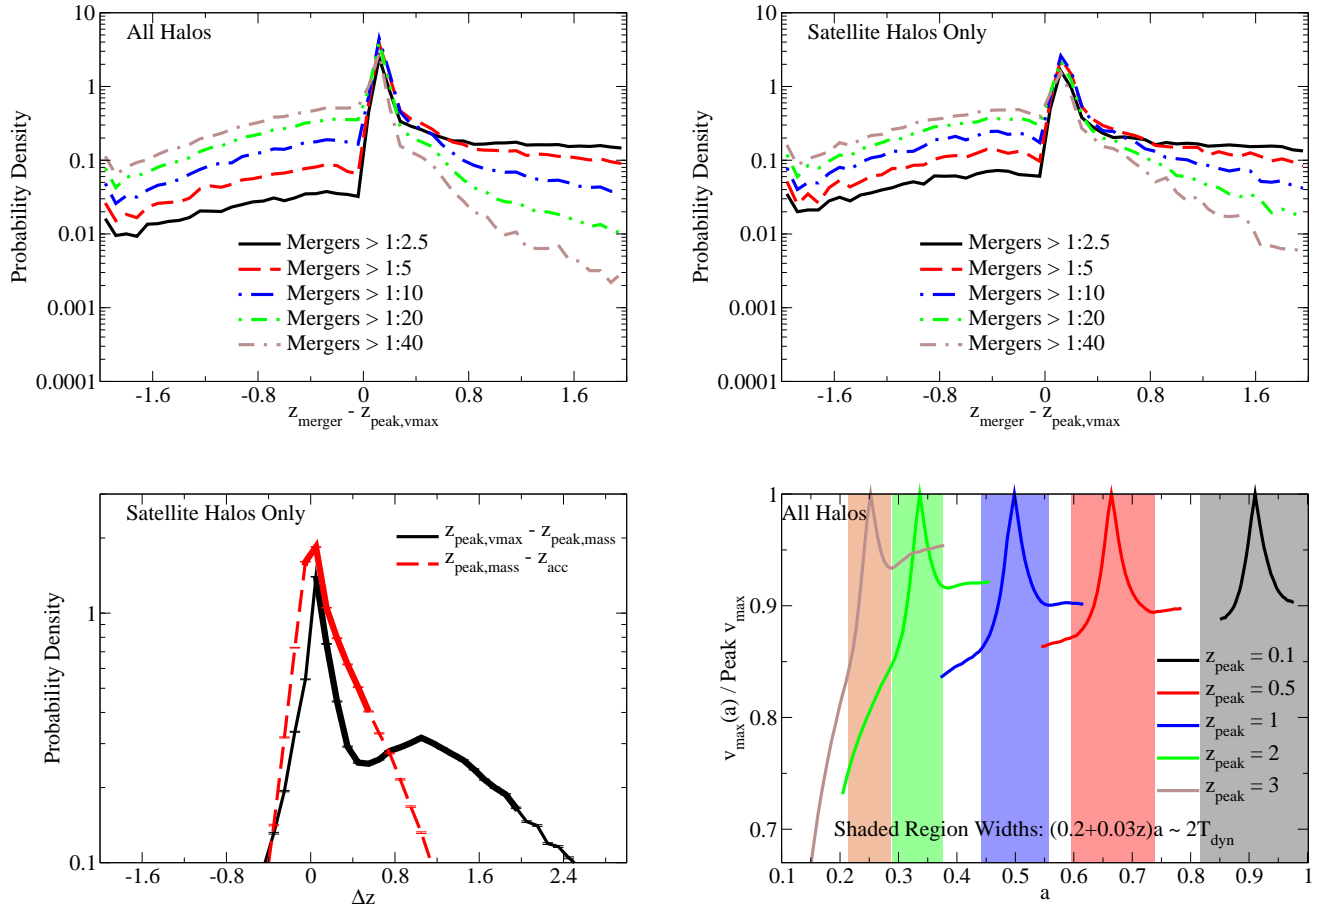 All Halos
10
1
0.1
0.01
0.001
0.0001
Probability Density
Mergers > 1:2.5
Mergers > 1:5
Mergers > 1:10
Mergers > 1:20
Mergers > 1:40
-1.6 -0.8 0 0.8 1.6
z_merger - z_peak,vmax
Satellite Halos Only
10
1
0.1
0.01
0.001
0.0001
Probability Density
Mergers > 1:2.5
Mergers > 1:5
Mergers > 1:10
Mergers > 1:20
Mergers > 1:40
-1.6 -0.8 0 0.8 1.6
z_merger - z_peak,vmax
Satellite Halos Only
z_peak,vmax - z_peak,mass
z_peak,mass - z_acc
1
0.1
Probability Density
-1.6 -0.8 0 0.8 1.6 2.4
Δz
All Halos
1
0.9
0.8
0.7
v_max(a) / Peak v_max
z_peak = 0.1
z_peak = 0.5
z_peak = 1
z_peak = 2
z_peak = 3
Shaded Region Widths: (0.2+0.03z)a ~ 2T_dyn
0.1 0.2 0.3 0.4 0.5 0.6 0.7 0.8 0.9 1
a